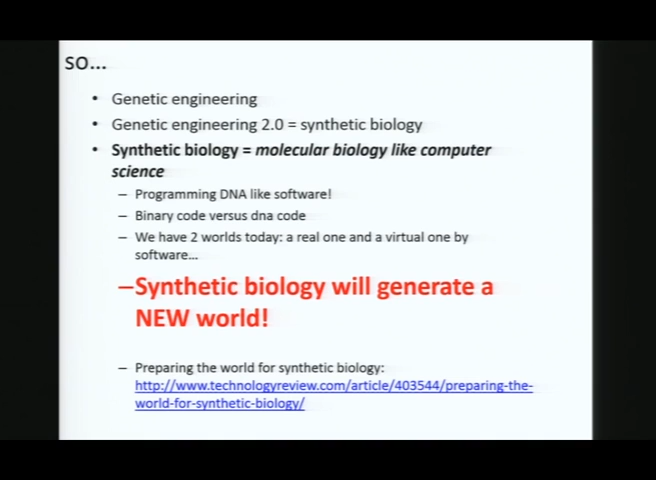 SO...
• Genetic engineering
• Genetic engineering 2.0 = synthetic biology
• Synthetic biology = molecular biology like computer
science
– Programming DNA like software!
– Binary code versus dna code
– We have 2 worlds today: a real one and a virtual one by
software...
–Synthetic biology will generate a
NEW world!
– Preparing the world for synthetic biology:
http://www.technologyreview.com/article/403544/preparing-the-
world-for-synthetic-biology/